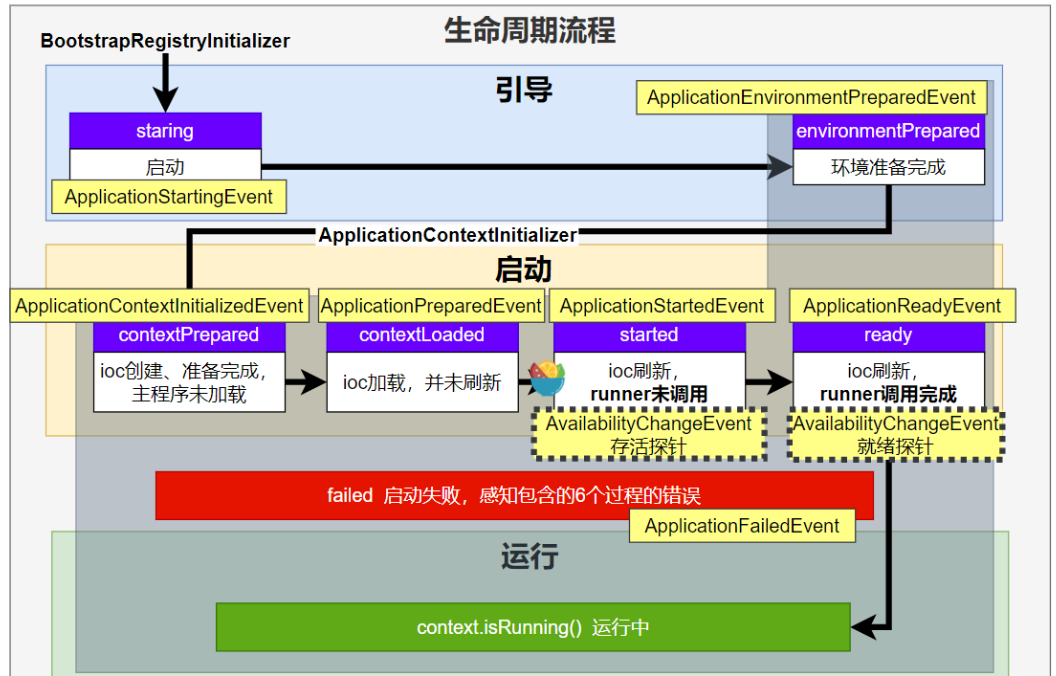 生命周期流程
BootstrapRegistryInitializer
引导
ApplicationEnvironmentPreparedEvent
staring
environmentPrepared
启动
环境准备完成
ApplicationStartingEvent
ApplicationContextInitializer
启动
ApplicationContextInitializedEvent
ApplicationPreparedEvent
ApplicationStartedEvent
ApplicationReadyEvent
contextPrepared
contextLoaded
started
ready
ioc创建、准备完成，
主程序未加载
ioc加载，并未刷新
ioc刷新，
runner未调用
ioc刷新，
runner调用完成
AvailabilityChangeEvent
存活探针
AvailabilityChangeEvent
就绪探针
failed 启动失败，感知包含的6个过程的错误
ApplicationFailedEvent
运行
context.isRunning() 运行中